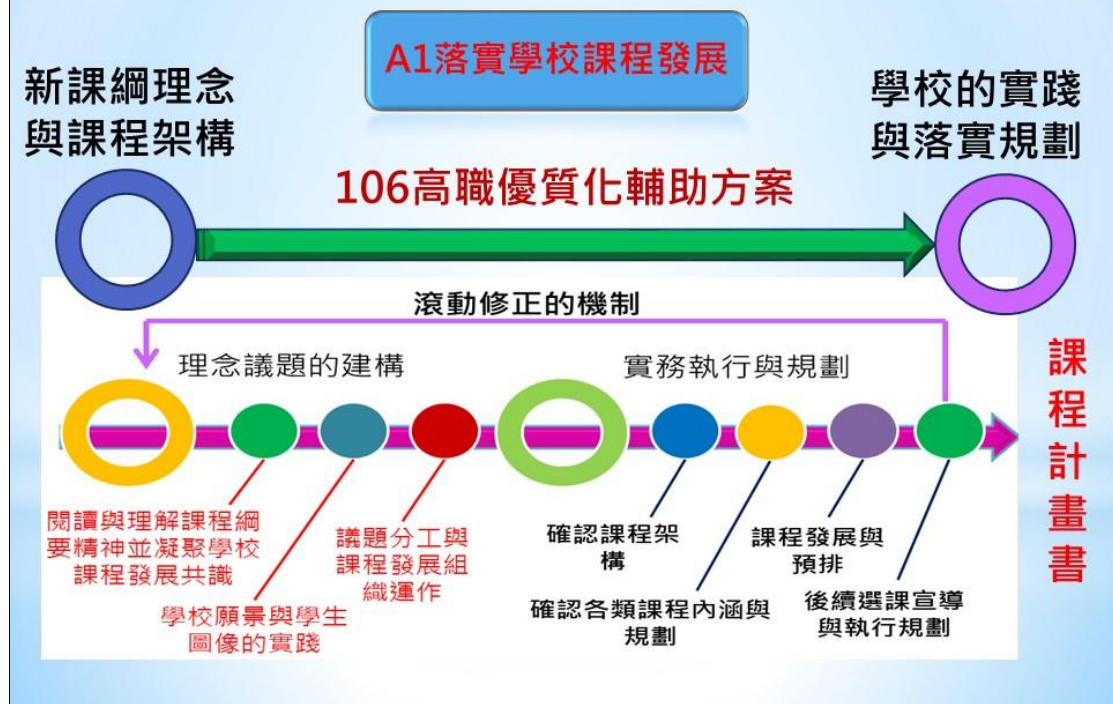 A1落實學校課程發展
新課綱理念
與課程架構
學校的實踐
與落實規劃
106高職優質化輔助方案
滾動修正的機制
理念議題的建構
實務執行與規劃
閱讀與理解課程綱
要精神並凝聚學校
課程發展共識
學校願景與學生
圖像的實踐
議題分工與
課程發展組
織運作
確認課程架
構
確認各類課程內涵與
規劃
課程發展與
預排
後續選課宣導
與執行規劃
課程計畫書